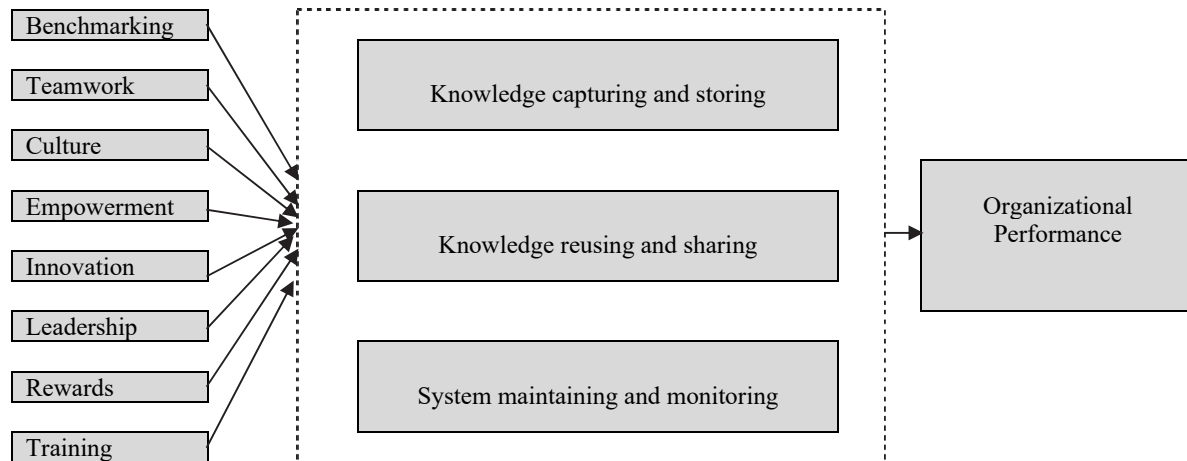 Benchmarking
Teamwork
Culture
Empowerment
Innovation
Leadership
Rewards
Training
Knowledge capturing and storing
Knowledge reusing and sharing
System maintaining and monitoring
Organizational
Performance